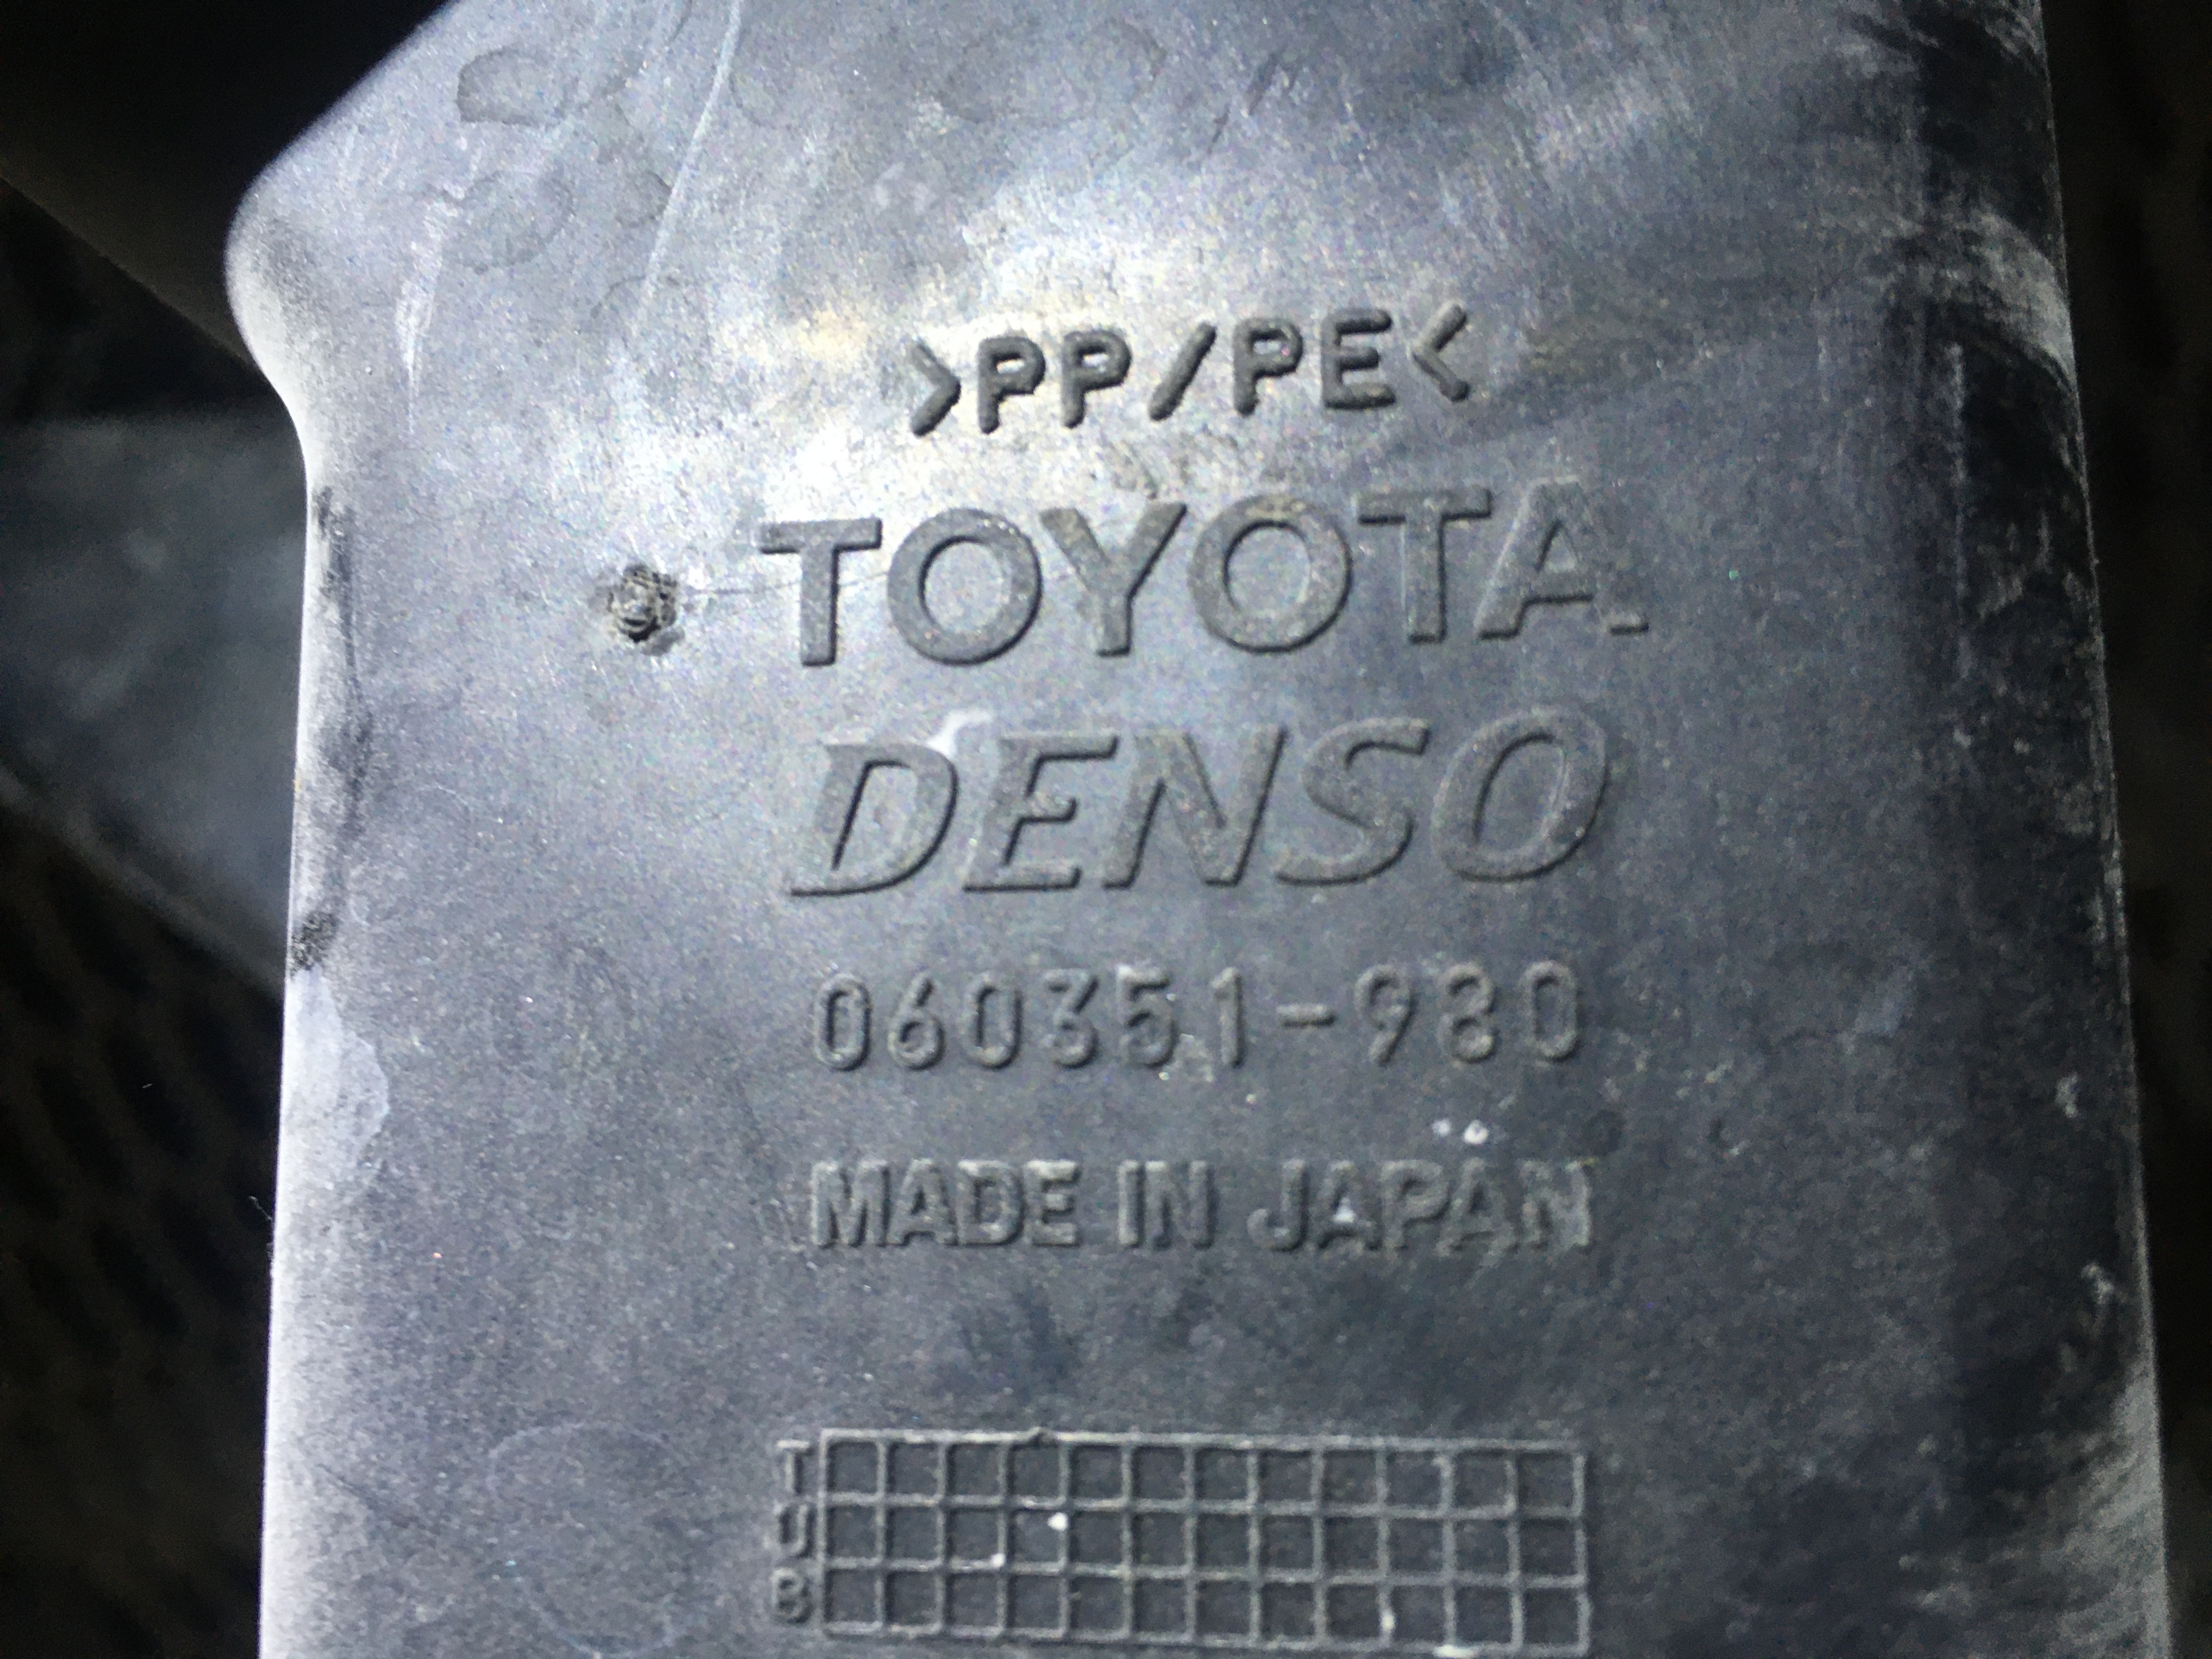 >PP/PE<
TOYOTA
DENSO
060351-980
MADE IN JAPAN
T
U
B